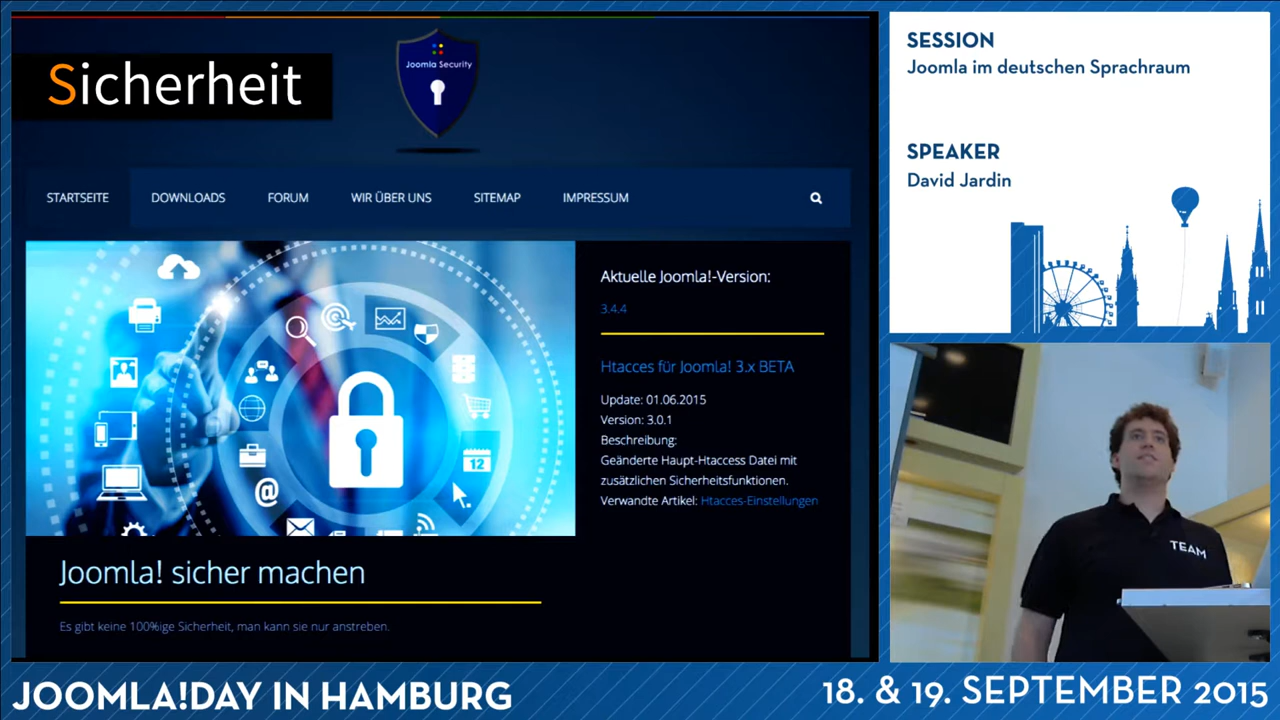 Sicherheit
Joomla Security
STARTSEITE DOWNLOADS FORUM WIR ÜBER UNS SITEMAP IMPRESSUM
12
@
Joomla! sicher machen
Es gibt keine 100%ige Sicherheit, man kann sie nur anstreben.
Aktuelle Joomla!-Version:
3.4.4
Htacces für Joomla! 3.x BETA
Update: 01.06.2015
Version: 3.0.1
Beschreibung:
Geänderte Haupt-Htaccess Datei mit
zusätzlichen Sicherheitsfunktionen.
Verwandte Artikel: Htacces-Einstellungen
SESSION
Joomla im deutschen Sprachraum
SPEAKER
David Jardin
TEAM
JOOMLA!DAY IN HAMBURG
18. & 19. SEPTEMBER 2015